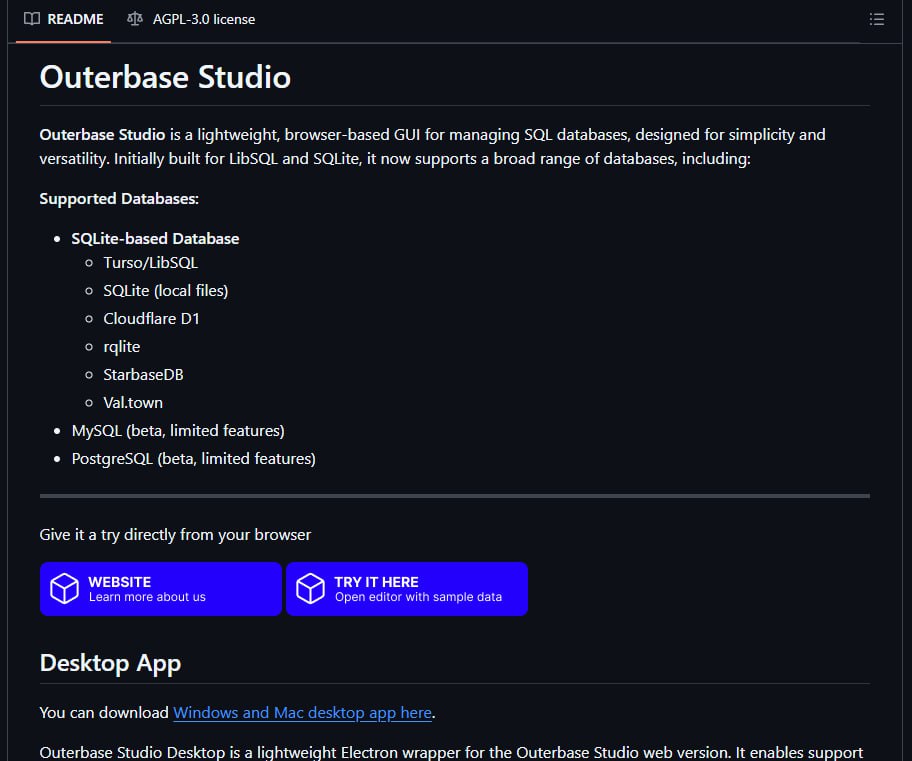 README
AGPL-3.0 license
Outerbase Studio
Outerbase Studio is a lightweight, browser-based GUI for managing SQL databases, designed for simplicity and
versatility. Initially built for LibSQL and SQLite, it now supports a broad range of databases, including:
Supported Databases:
SQLite-based Database
Turso/LibSQL
SQLite (local files)
Cloudflare D1
rqlite
StarbaseDB
Val.town
MySQL (beta, limited features)
PostgreSQL (beta, limited features)
Give it a try directly from your browser
WEBSITE
Learn more about us
TRY IT HERE
Open editor with sample data
Desktop App
You can download Windows and Mac desktop app here.
Outerbase Studio Desktop is a lightweight Electron wrapper for the Outerbase Studio web version. It enables support